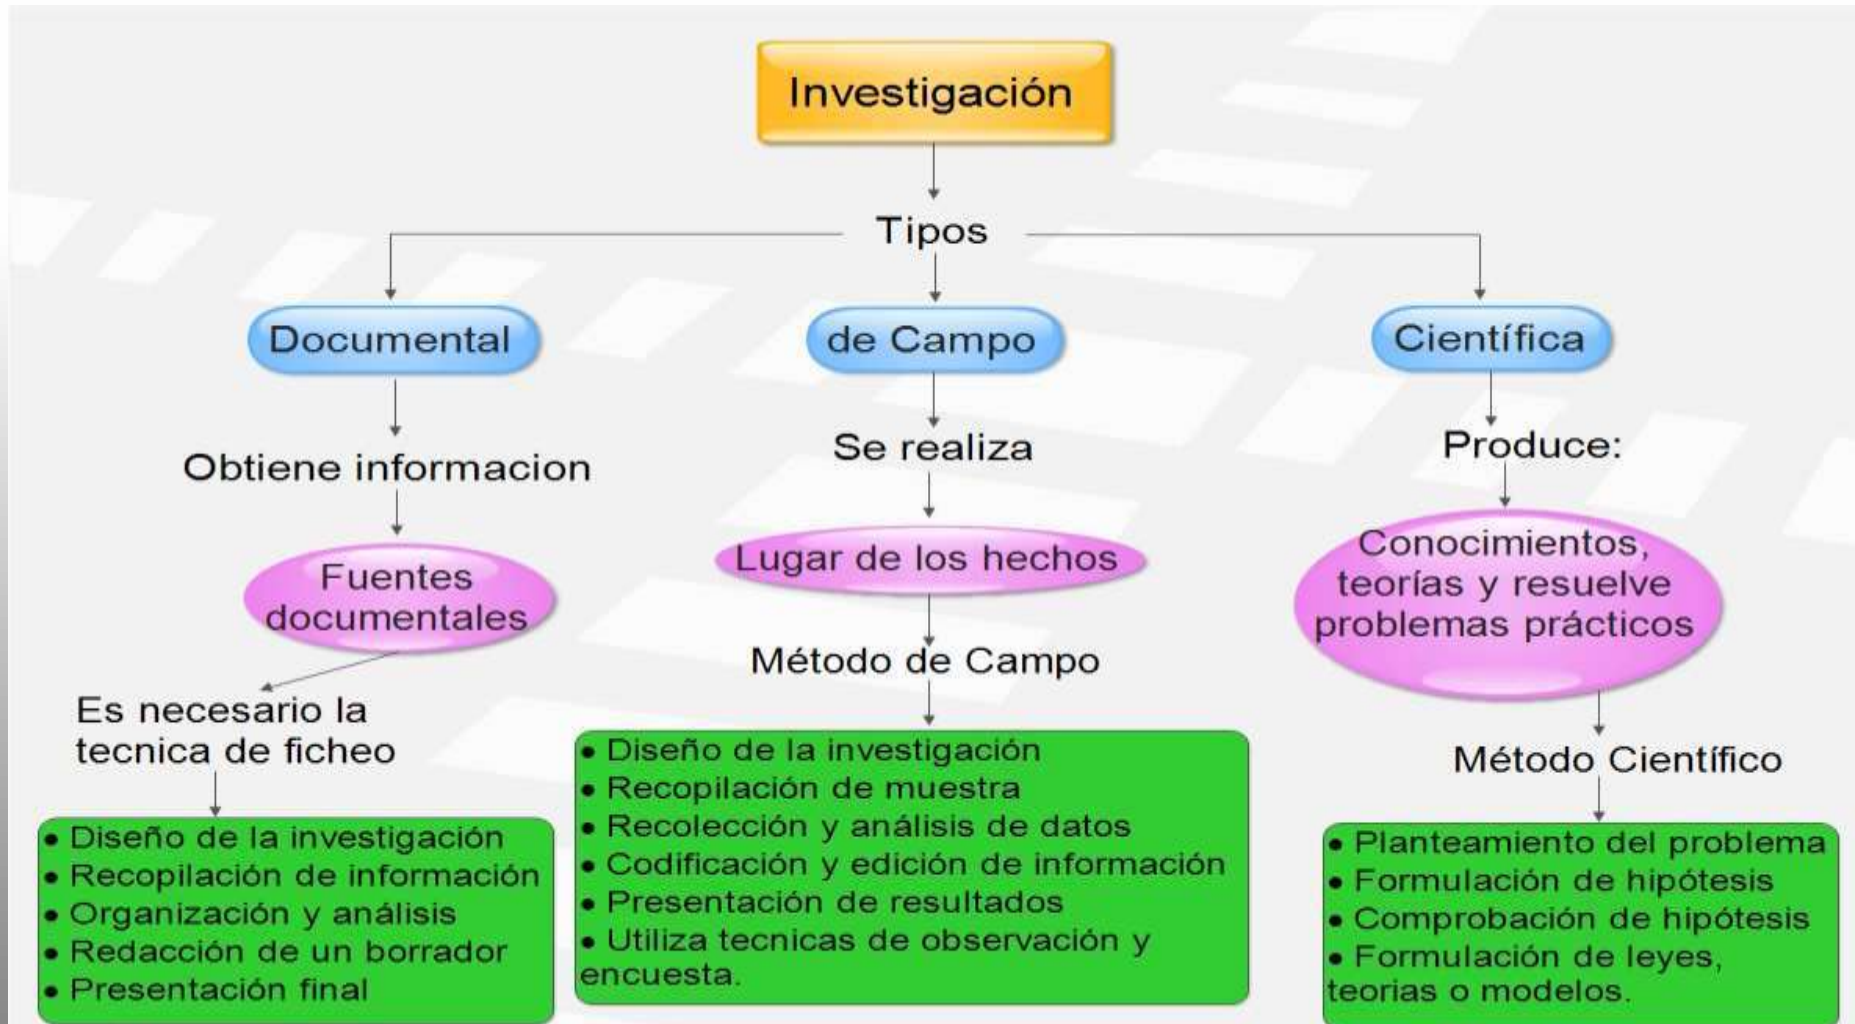 Investigación
Tipos
Documental
de Campo
Científica
Obtiene informacion
Se realiza
Produce:
Fuentes
documentales
Lugar de los hechos
Conocimientos,
teorías y resuelve
problemas prácticos
Es necesario la
tecnica de ficheo
Método de Campo
Método Científico
• Diseño de la investigación
• Recopilación de información
• Organización y análisis
• Redacción de un borrador
• Presentación final
• Diseño de la investigación
• Recopilación de muestra
• Recolección y análisis de datos
• Codificación y edición de información
• Presentación de resultados
• Utiliza tecnicas de observación y
encuesta.
• Planteamiento del problema
• Formulación de hipótesis
• Comprobación de hipótesis
• Formulación de leyes,
teorias o modelos.